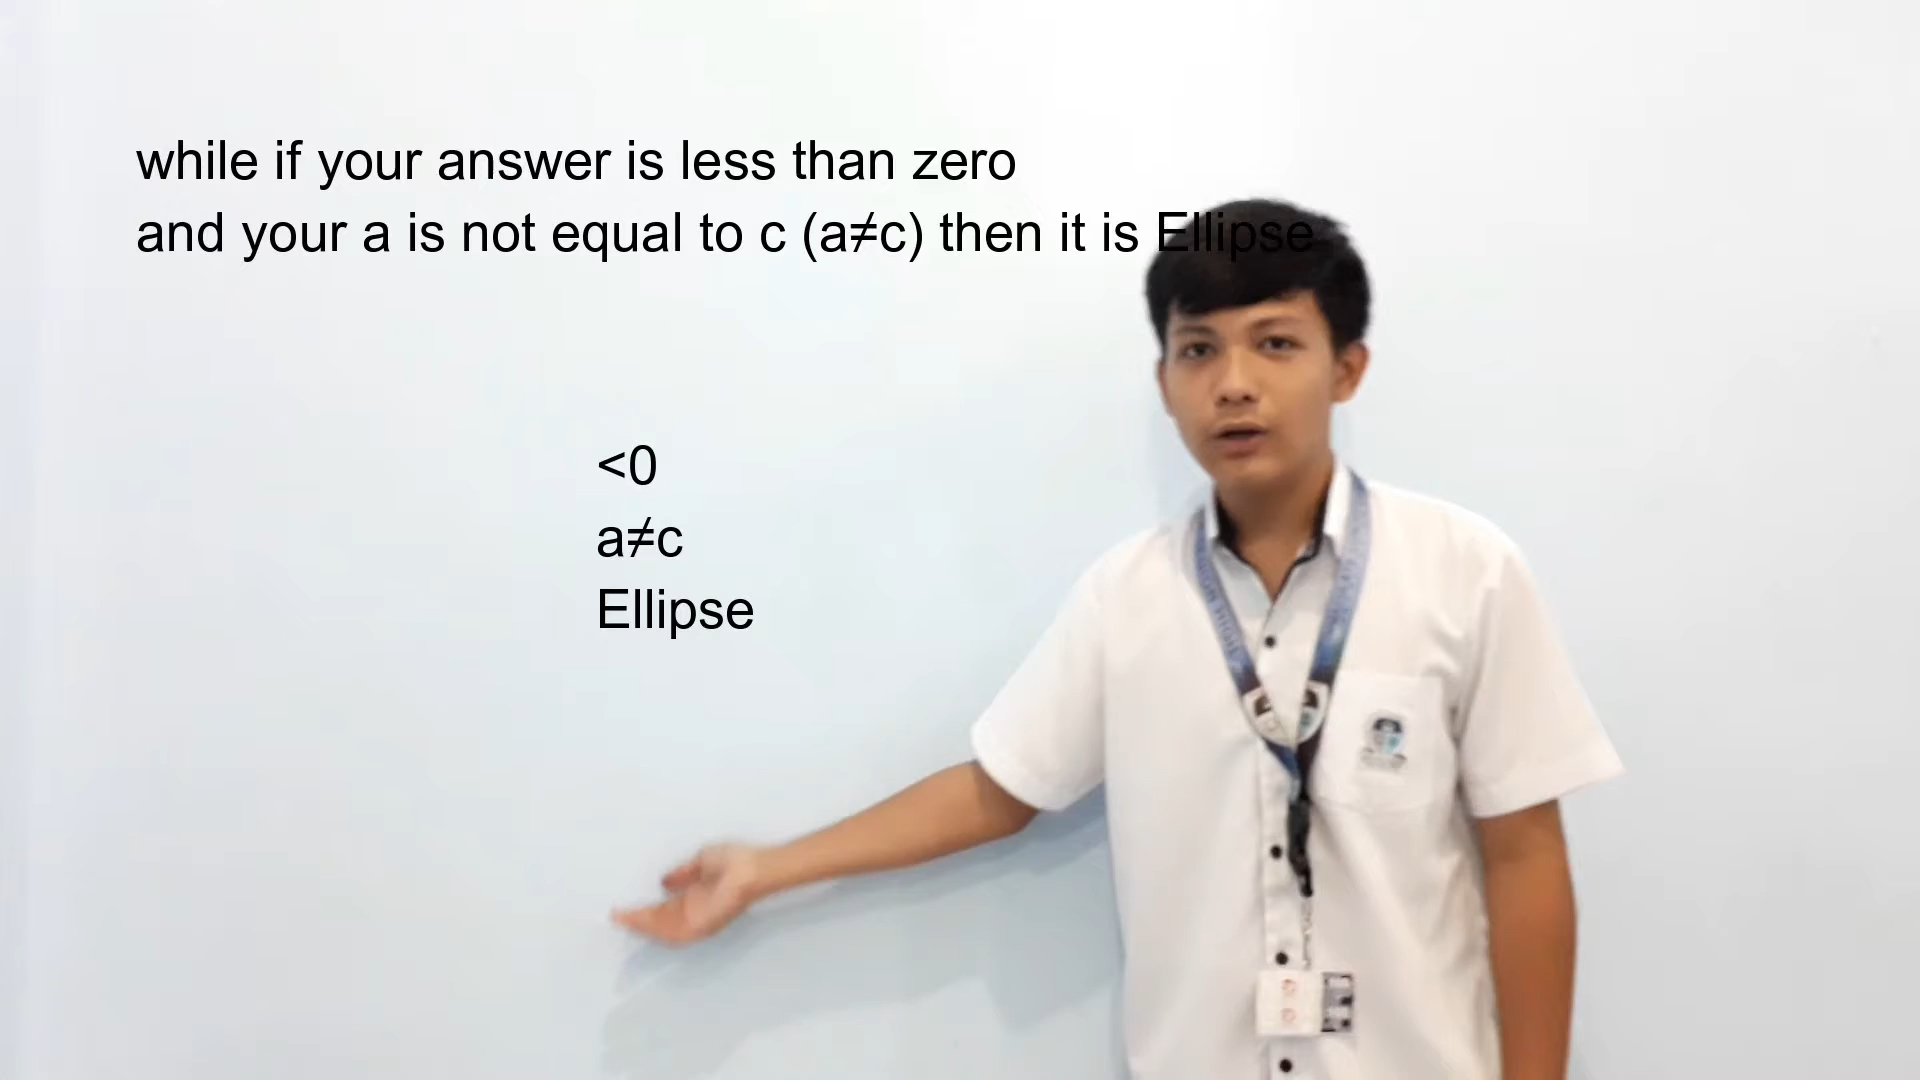 while if your answer is less than zero
and your a is not equal to c (a≠c) then it is Ellipse
<0
a≠c
Ellipse